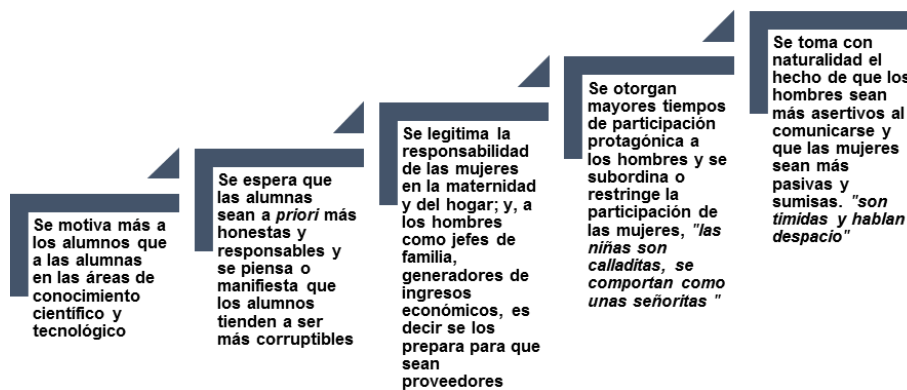 Se motiva más a
los alumnos que
a las alumnas
en las áreas de
conocimiento
científico y
tecnológico
Se espera que
las alumnas
sean a priori más
honestas y
responsables y
se piensa o
manifiesta que
los alumnos
tienden a ser
más corruptibles
Se legitima la
responsabilidad
de las mujeres
en la maternidad
y del hogar; y, a
los hombres
como jefes de
familia,
generadores de
ingresos
económicos, es
decir se los
prepara para que
sean
proveedores
Se otorgan
mayores tiempos
de participación
protagónica a
los hombres y se
subordina o
restringe la
participación de
las mujeres, "las
niñas son
calladitas, se
comportan como
unas señoritas "
Se toma con
naturalidad el
hecho de que los
hombres sean
más asertivos al
comunicarse y
que las mujeres
sean más
pasivas y
sumisas. "son
timidas y hablan
despacio"